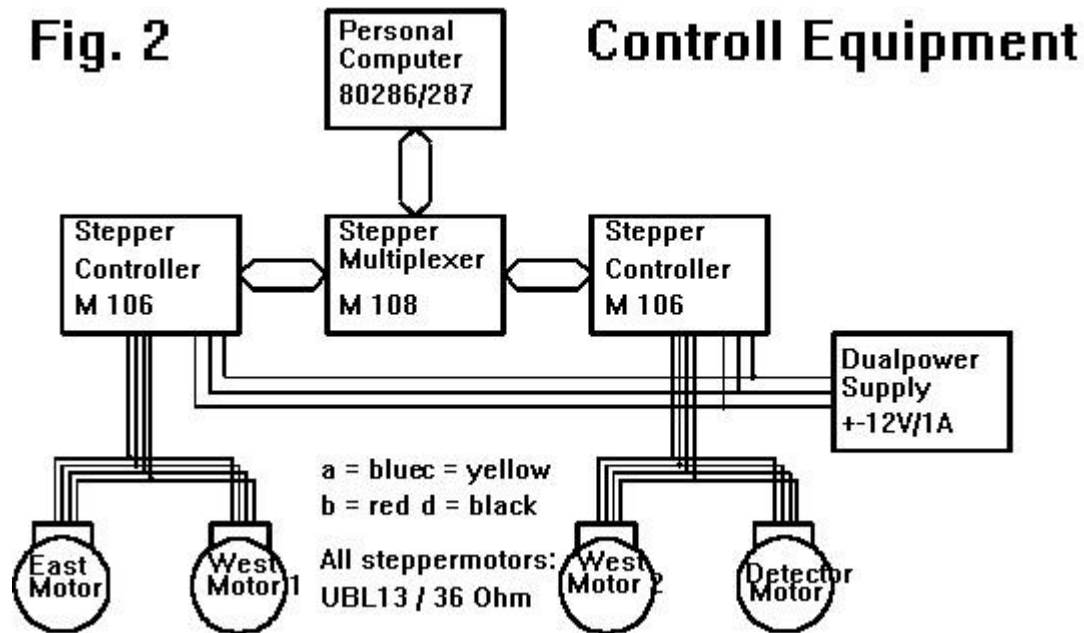 Fig. 2
Controll Equipment
Personal
Computer
80286/287
Stepper
Controller
M 106
Stepper
Multiplexer
M 108
Stepper
Controller
M 106
Dualpower
Supply
+-12V/1A
a = bluec = yellow
b = red d = black
All steppermotors:
UBL13 / 36 Ohm
East
Motor
West
Motor 1
West
Motor 2
Detector
Motor